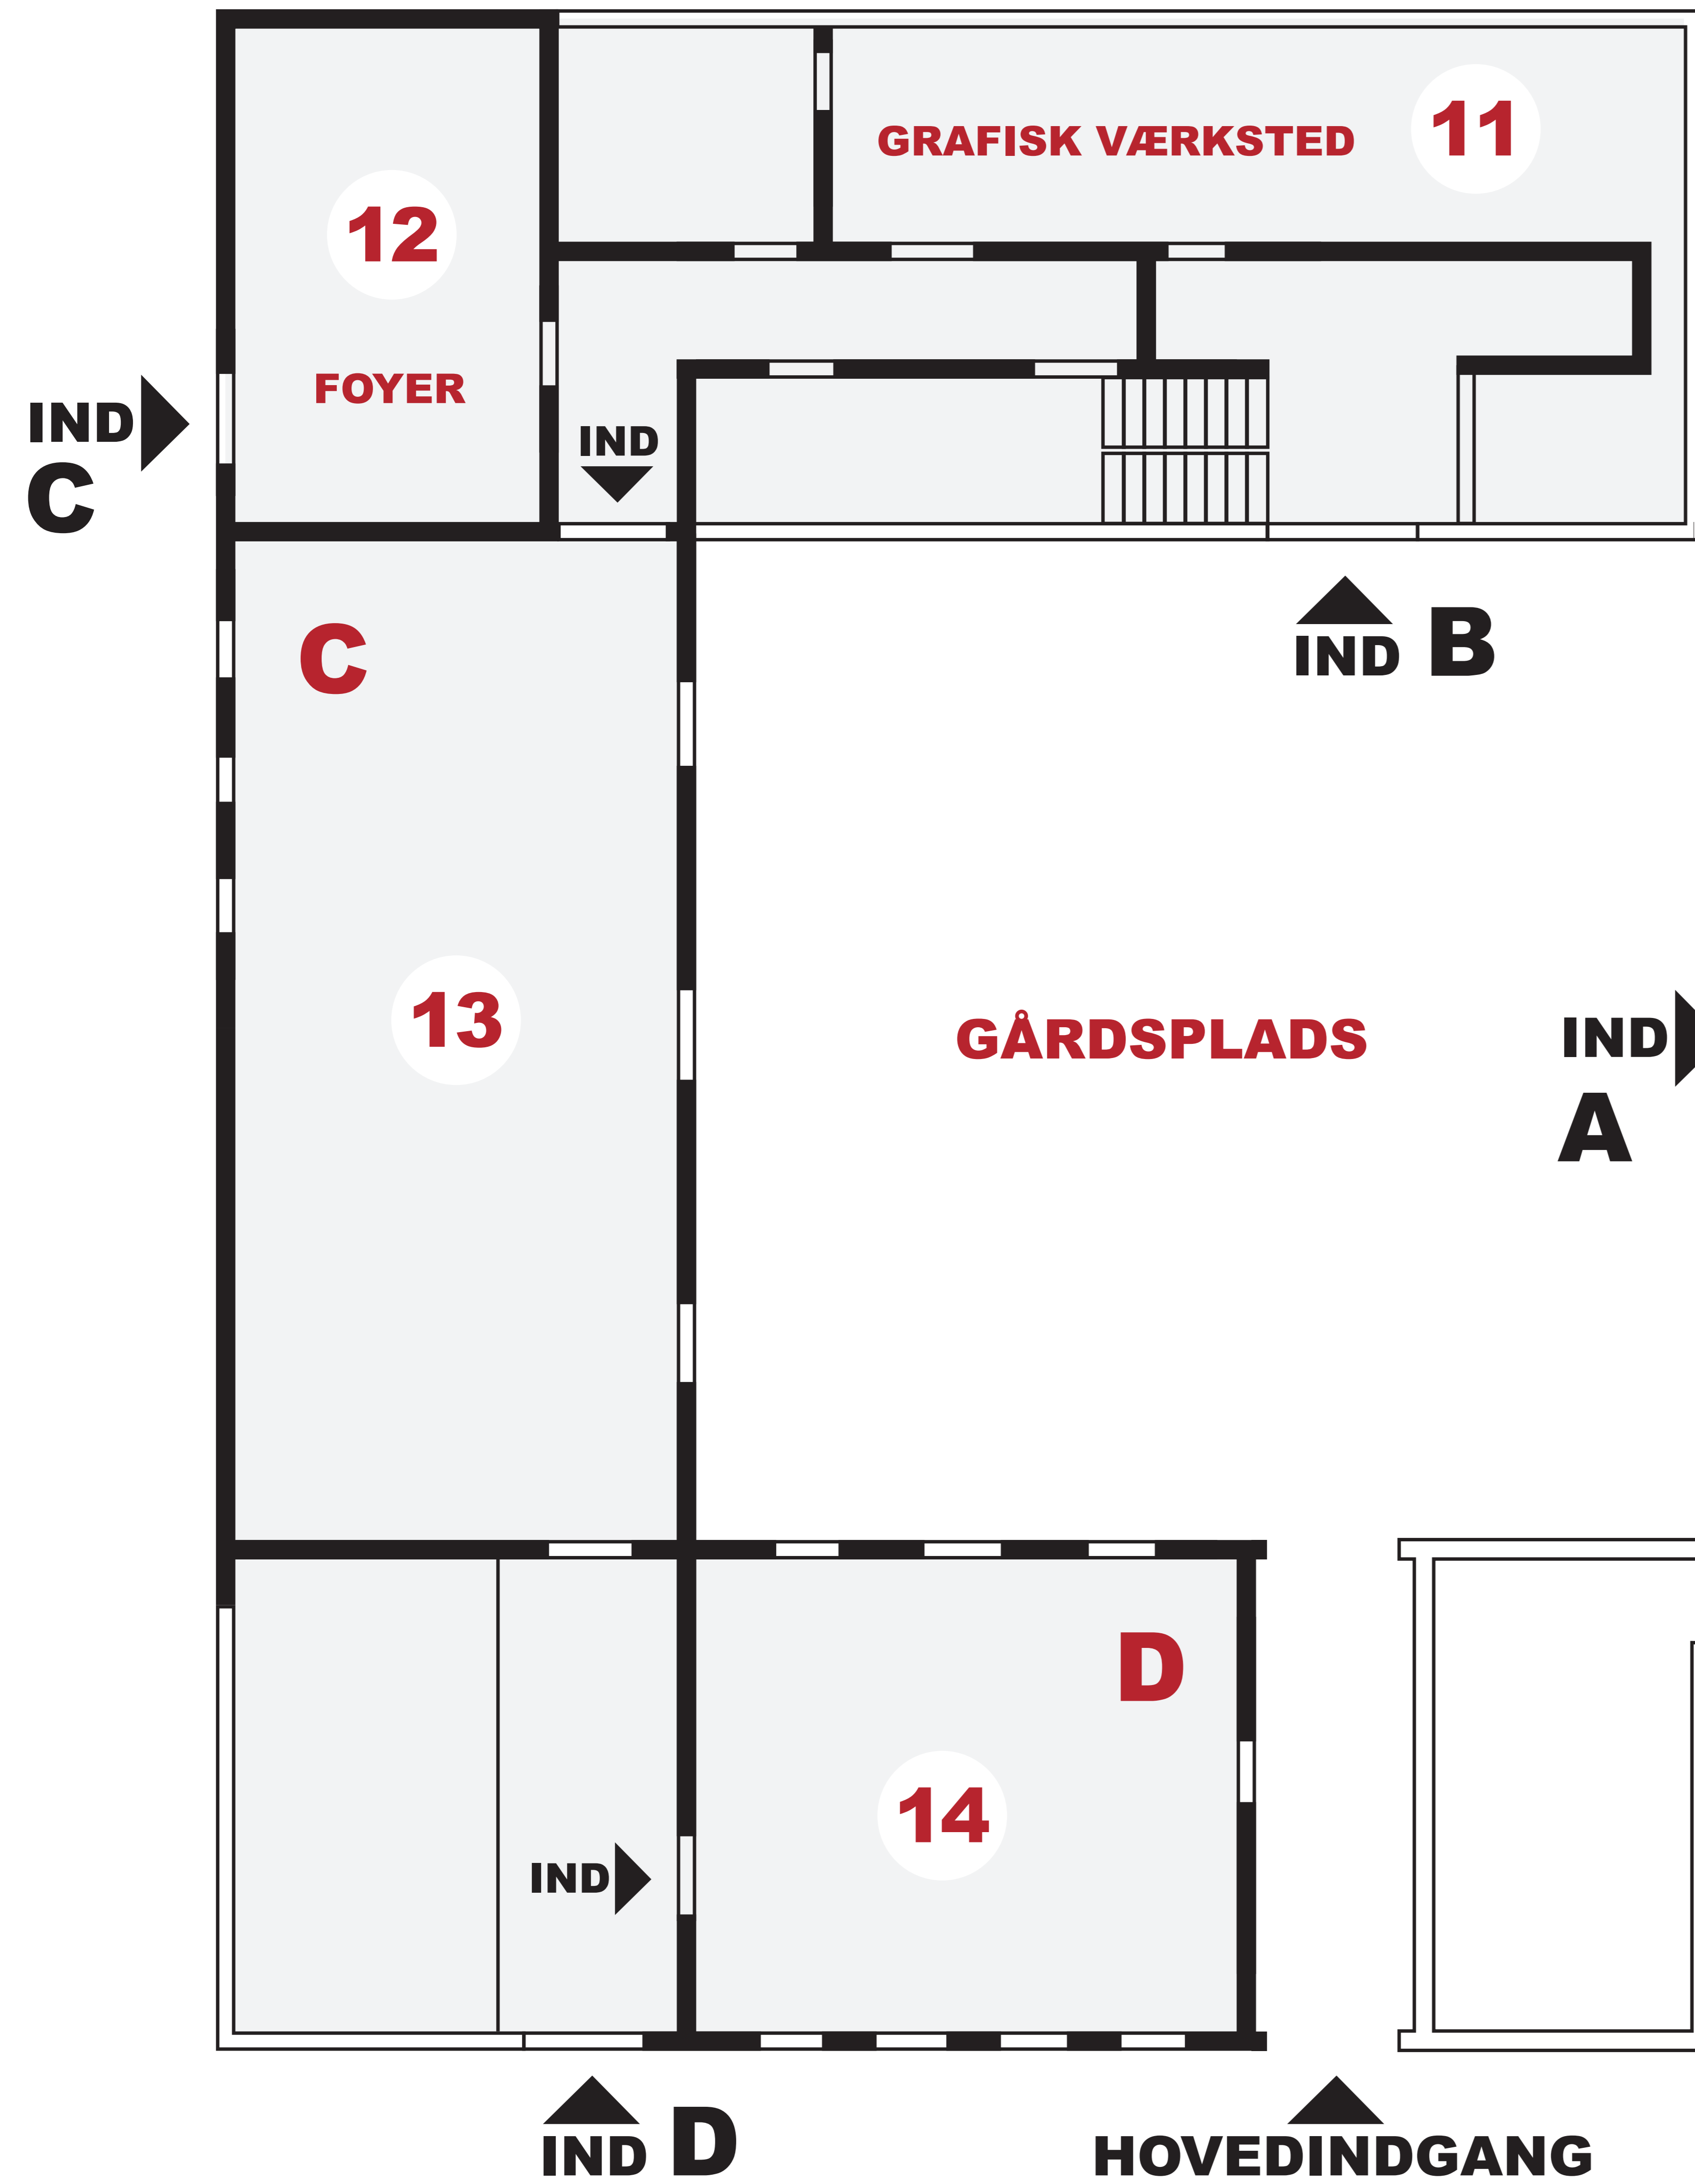 11
GRAFISK VÆRKSTED
12
FOYER
IND
C
IND
C
IND
B
13
GÅRDSPLADS
IND
A
D
14
IND
IND
D
HOVEDINDGANG